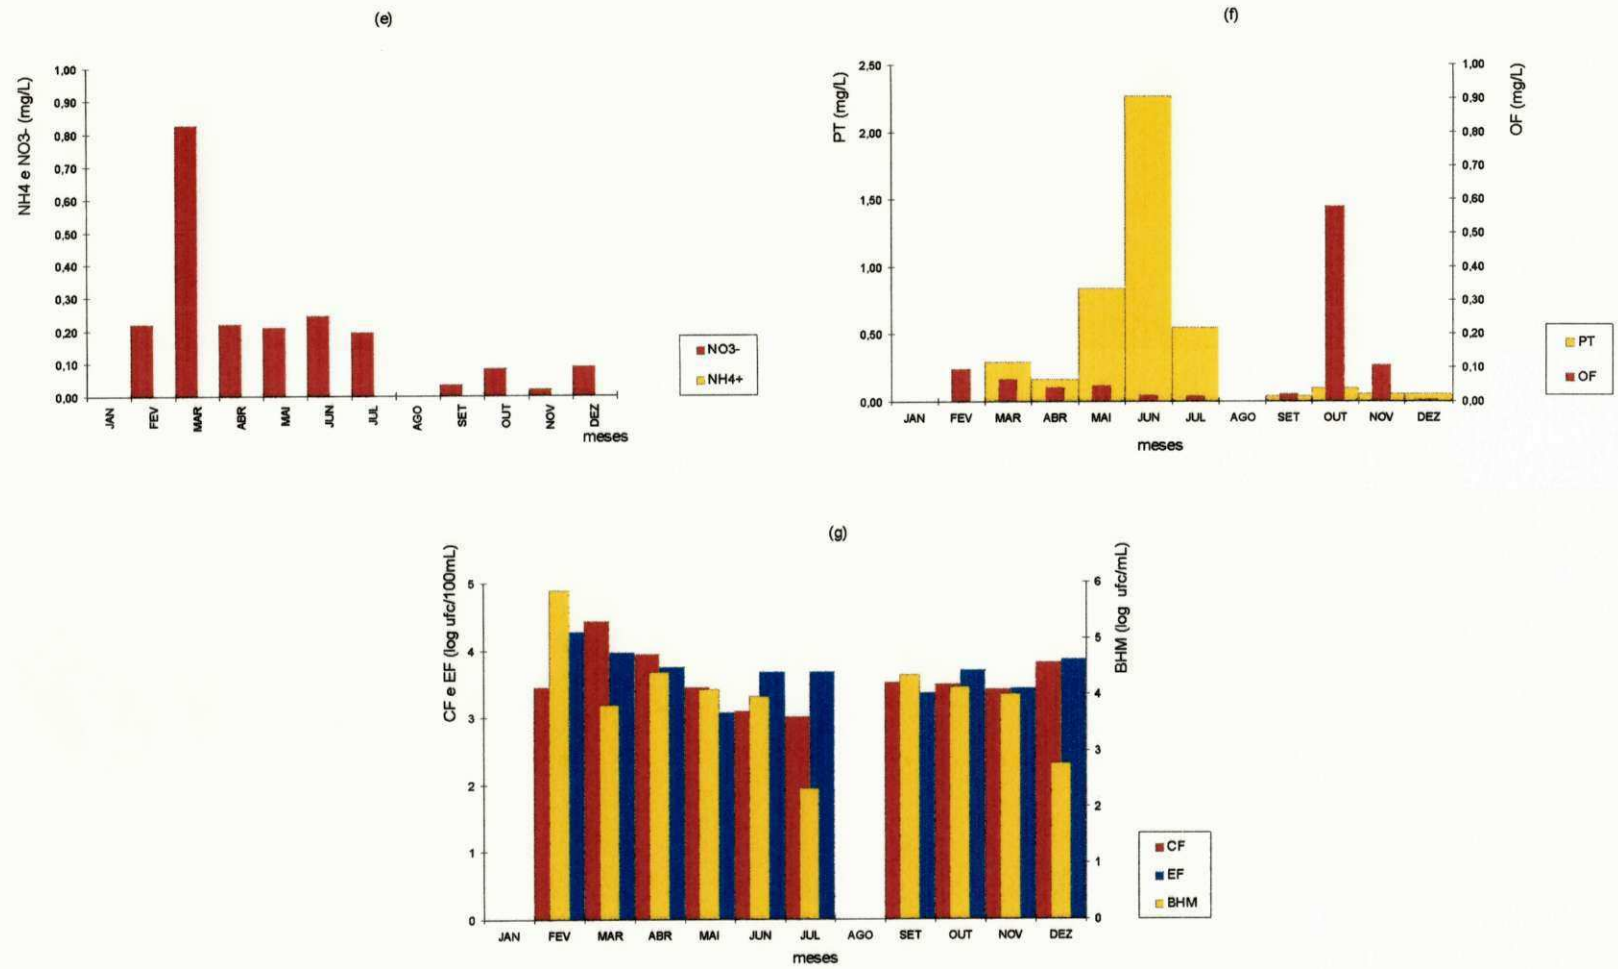 (e)
NH4 e NO3- (mg/L)
1,00
0,90
0,80
0,70
0,60
0,50
0,40
0,30
0,20
0,10
0,00
JAN FEV MAR ABR MAI JUN JUL AGO SET OUT NOV DEZ
meses
NO3-
NH4+
(f)
PT (mg/L)
2,50
2,00
1,50
1,00
0,50
0,00
OF (mg/L)
1,00
0,90
0,80
0,70
0,60
0,50
0,40
0,30
0,20
0,10
0,00
JAN FEV MAR ABR MAI JUN JUL AGO SET OUT NOV DEZ
meses
PT
OF
(g)
CF e EF (log ufc/100mL)
5
4
3
2
1
0
BHM (log ufc/mL)
6
5
4
3
2
1
0
JAN FEV MAR ABR MAI JUN JUL AGO SET OUT NOV DEZ
meses
CF
EF
BHM